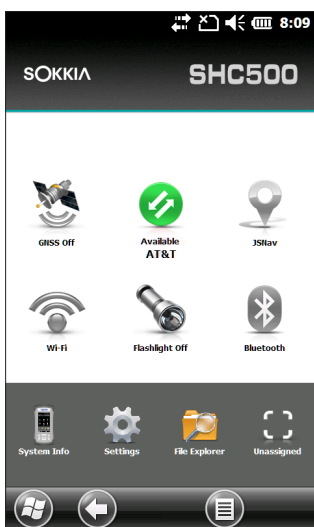 8:09
SOKKIA SHC500
GNSS Off
Available
AT&T
JSNav
Wi-Fi
Flashlight Off
Bluetooth
System Info
Settings
File Explorer
Unassigned